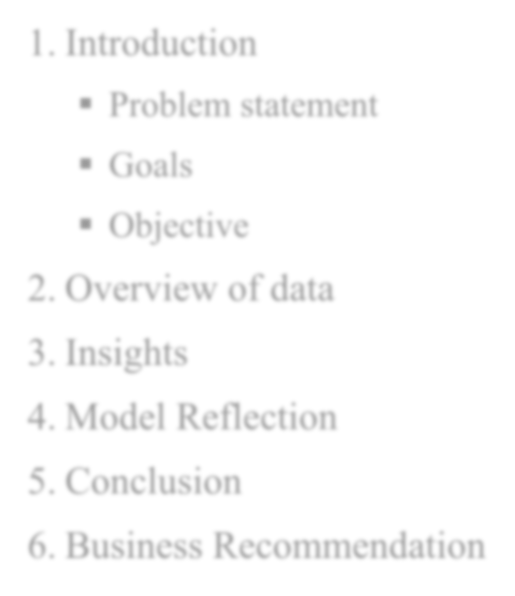 1. Introduction
▪ Problem statement
▪ Goals
▪ Objective
2. Overview of data
3. Insights
4. Model Reflection
5. Conclusion
6. Business Recommendation